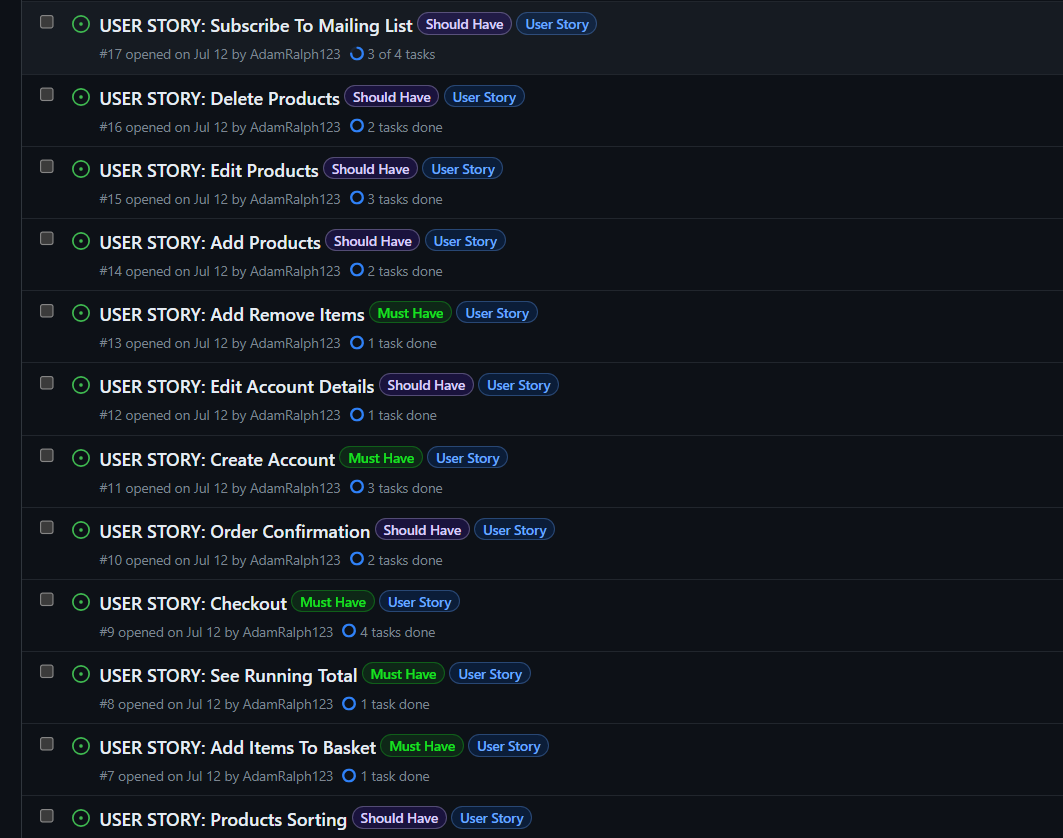 USER STORY: Subscribe To Mailing List Should Have User Story
#17 opened on Jul 12 by AdamRalph123 3 of 4 tasks
USER STORY: Delete Products Should Have User Story
#16 opened on Jul 12 by AdamRalph123 2 tasks done
USER STORY: Edit Products Should Have User Story
#15 opened on Jul 12 by AdamRalph123 3 tasks done
USER STORY: Add Products Should Have User Story
#14 opened on Jul 12 by AdamRalph123 2 tasks done
USER STORY: Add Remove Items Must Have User Story
#13 opened on Jul 12 by AdamRalph123 1 task done
USER STORY: Edit Account Details Should Have User Story
#12 opened on Jul 12 by AdamRalph123 1 task done
USER STORY: Create Account Must Have User Story
#11 opened on Jul 12 by AdamRalph123 3 tasks done
USER STORY: Order Confirmation Should Have User Story
#10 opened on Jul 12 by AdamRalph123 2 tasks done
USER STORY: Checkout Must Have User Story
#9 opened on Jul 12 by AdamRalph123 4 tasks done
USER STORY: See Running Total Must Have User Story
#8 opened on Jul 12 by AdamRalph123 1 task done
USER STORY: Add Items To Basket Must Have User Story
#7 opened on Jul 12 by AdamRalph123 1 task done
USER STORY: Products Sorting Should Have User Story